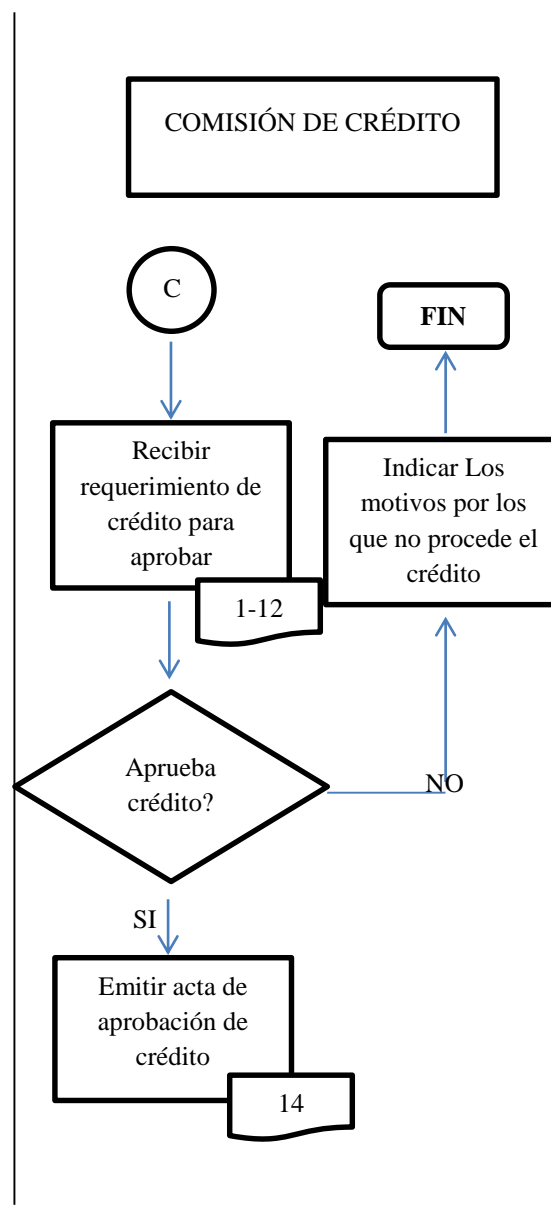 COMISIÓN DE CRÉDITO
C
FIN
Recibir
requerimiento de
crédito para
aprobar
1-12
Indicar Los
motivos por los
que no procede el
crédito
Aprueba
crédito?
NO
SI
Emitir acta de
aprobación de
crédito
14